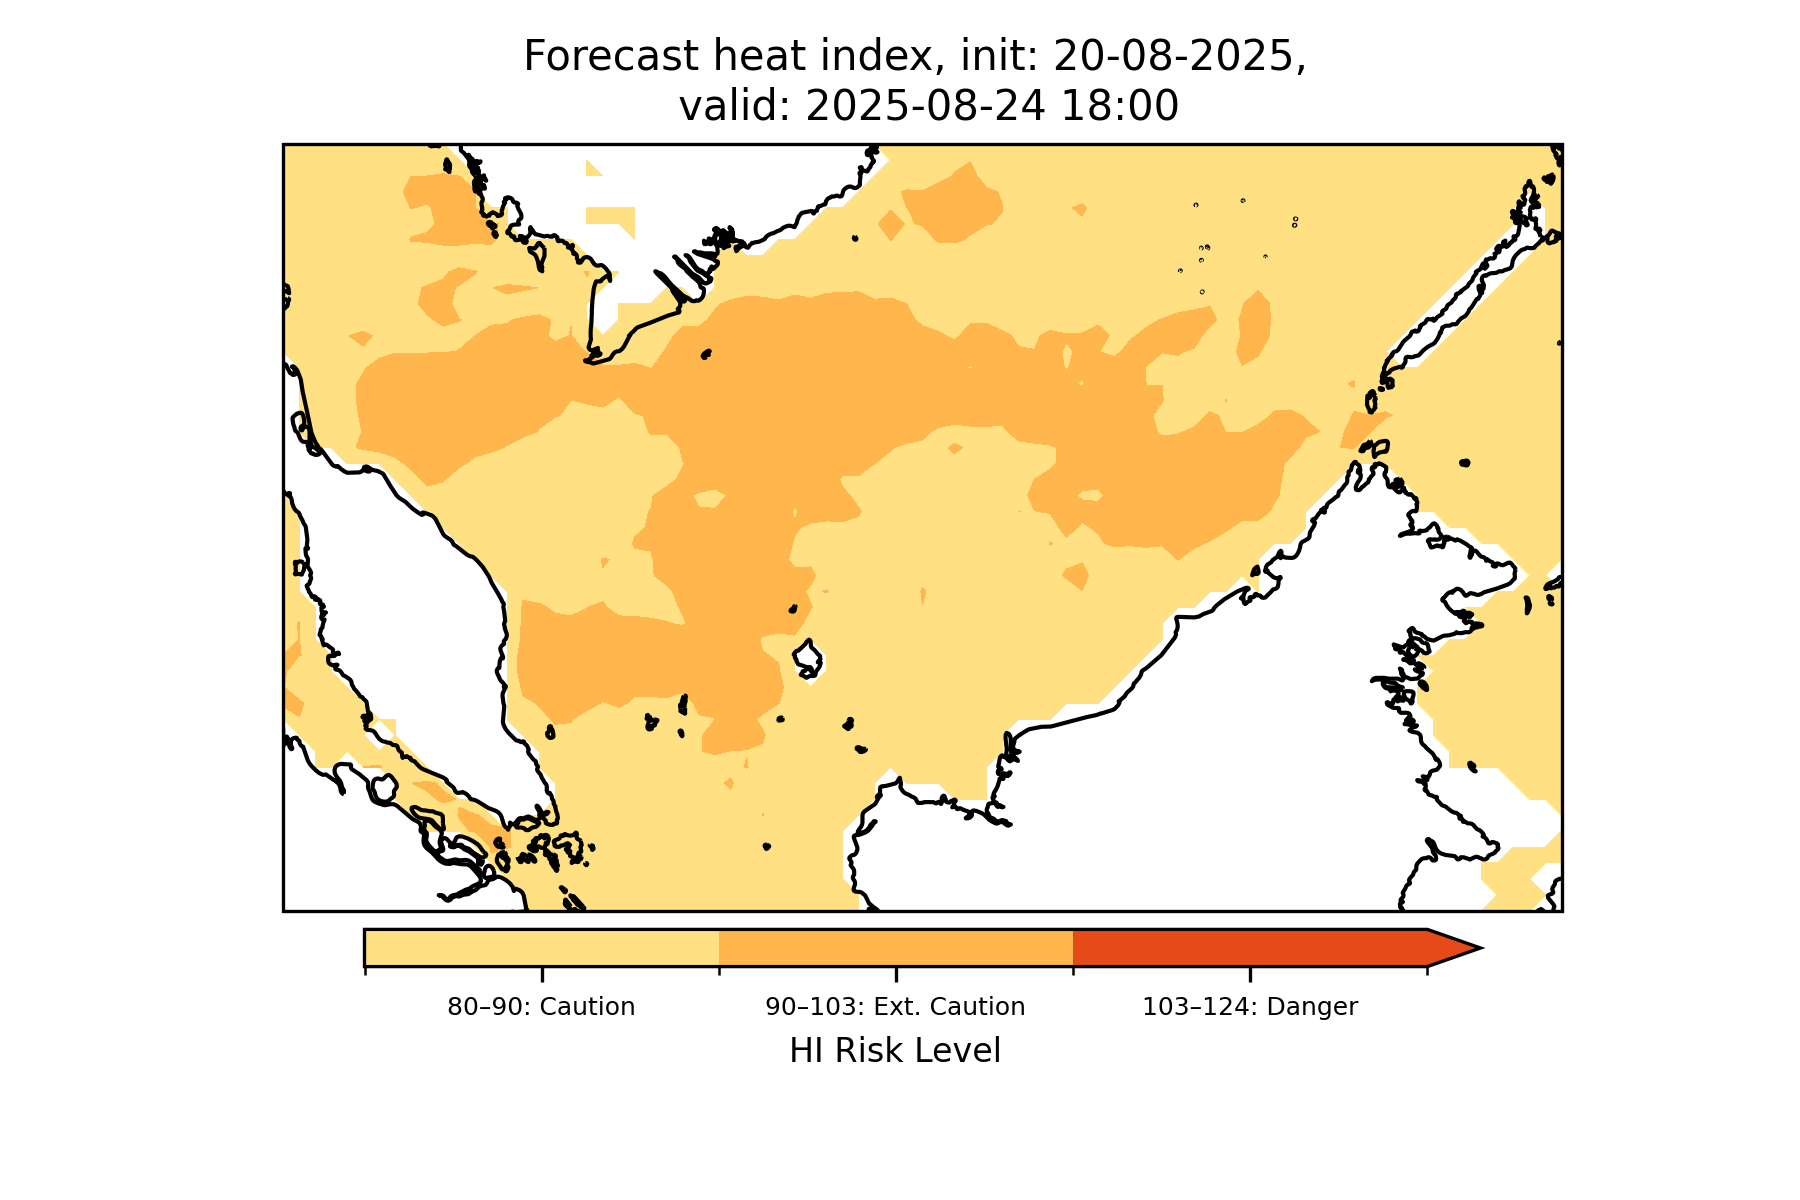 Forecast heat index, init: 20-08-2025,
valid: 2025-08-24 18:00
80–90: Caution
90–103: Ext. Caution
103–124: Danger
HI Risk Level